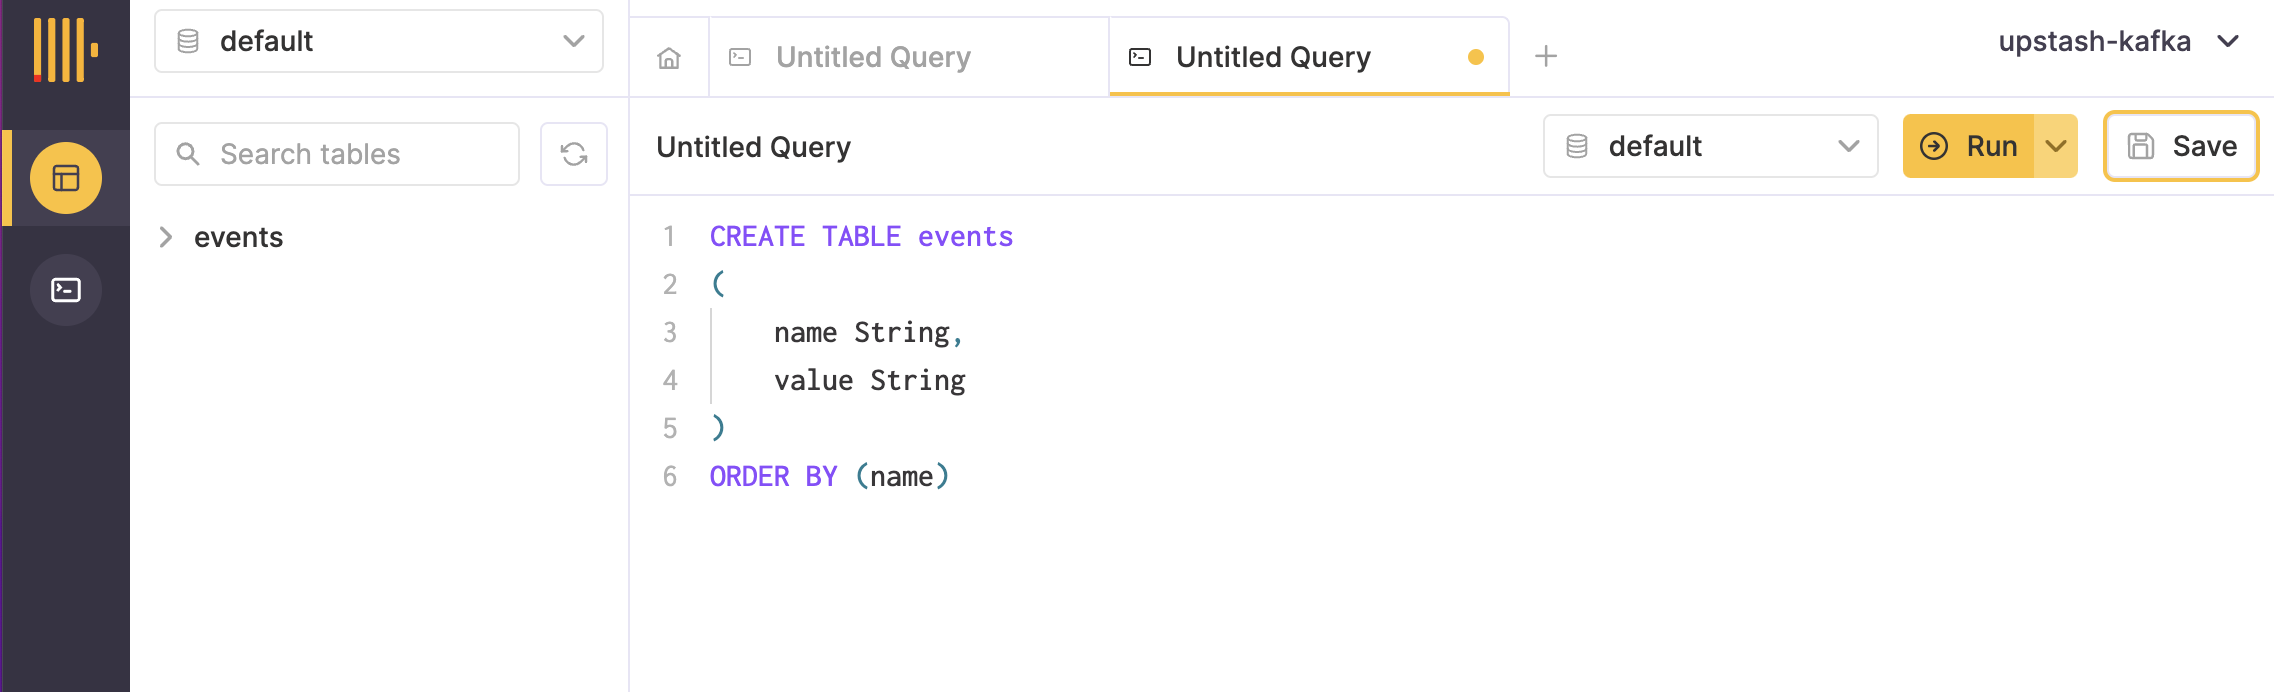 default
Untitled Query
Untitled Query
upstash-kafka
Search tables
Untitled Query
default
Run
Save
events
1 CREATE TABLE events
2 (
3 name String,
4 value String
5 )
6 ORDER BY (name)